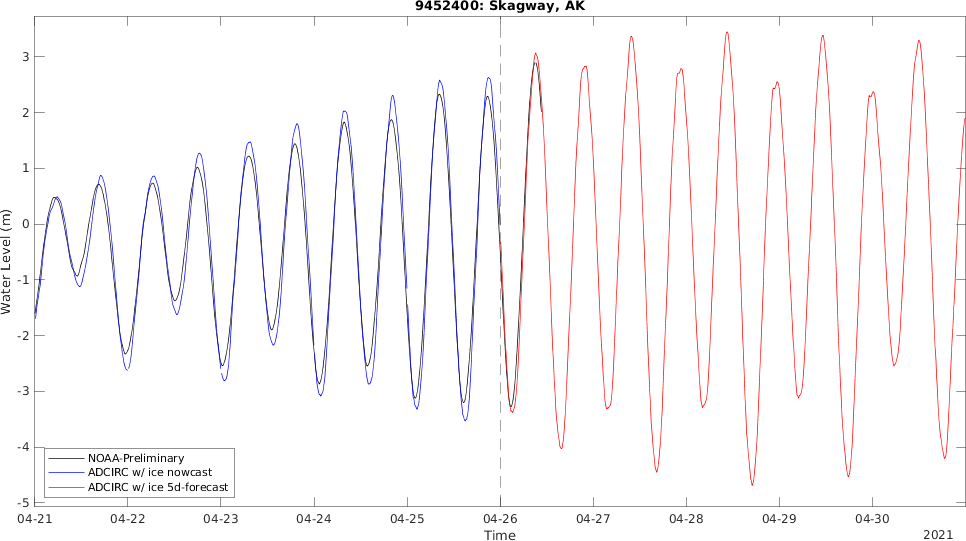 9452400: Skagway, AK
3
2
1
0
-1
-2
-3
-4
-5
Water Level (m)
NOAA-Preliminary
ADCIRC w/ ice nowcast
ADCIRC w/ ice 5d-forecast
04-21 04-22 04-23 04-24 04-25 04-26 04-27 04-28 04-29 04-30
Time
2021